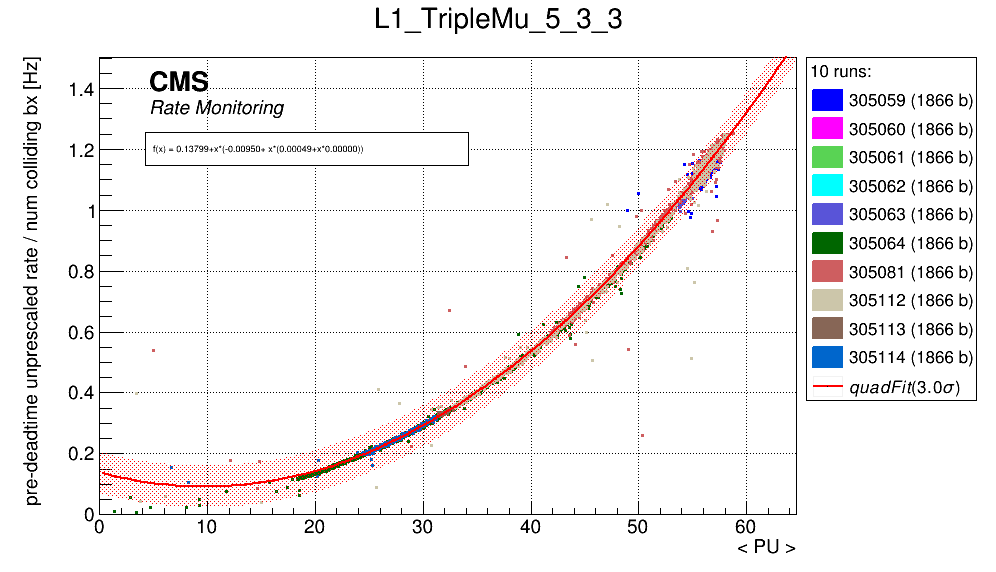 L1_TripleMu_5_3_3
pre-deadtime unprescaled rate / num colliding bx [Hz]
CMS
Rate Monitoring
f(x) = 0.13799+x*(-0.00950+ x*(0.00049+x*0.00000))
1.4
1.2
1
0.8
0.6
0.4
0.2
0
0 10 20 30 40 50 60
< PU >
10 runs:
305059 (1866 b)
305060 (1866 b)
305061 (1866 b)
305062 (1866 b)
305063 (1866 b)
305064 (1866 b)
305081 (1866 b)
305112 (1866 b)
305113 (1866 b)
305114 (1866 b)
quadFit(3.0σ)